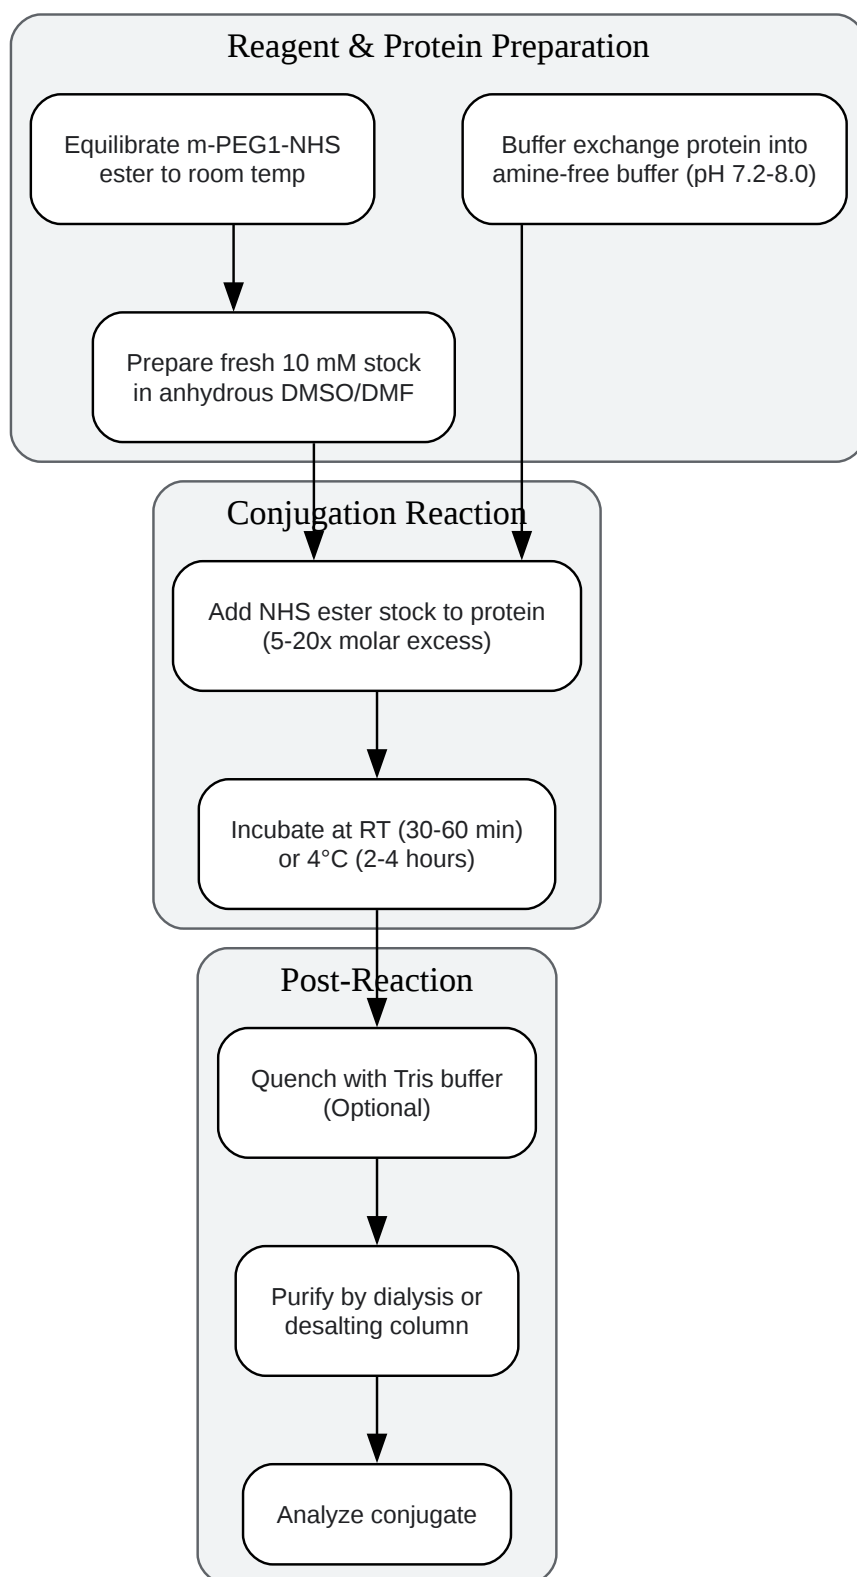 Reagent & Protein Preparation
Equilibrate m-PEG1-NHS
ester to room temp
Buffer exchange protein into
amine-free buffer (pH 7.2-8.0)
Prepare fresh 10 mM stock
in anhydrous DMSO/DMF
Conjugation Reaction
Add NHS ester stock to protein
(5-20x molar excess)
Incubate at RT (30-60 min)
or 4°C (2-4 hours)
Post-Reaction
Quench with Tris buffer
(Optional)
Purify by dialysis or
desalting column
Analyze conjugate